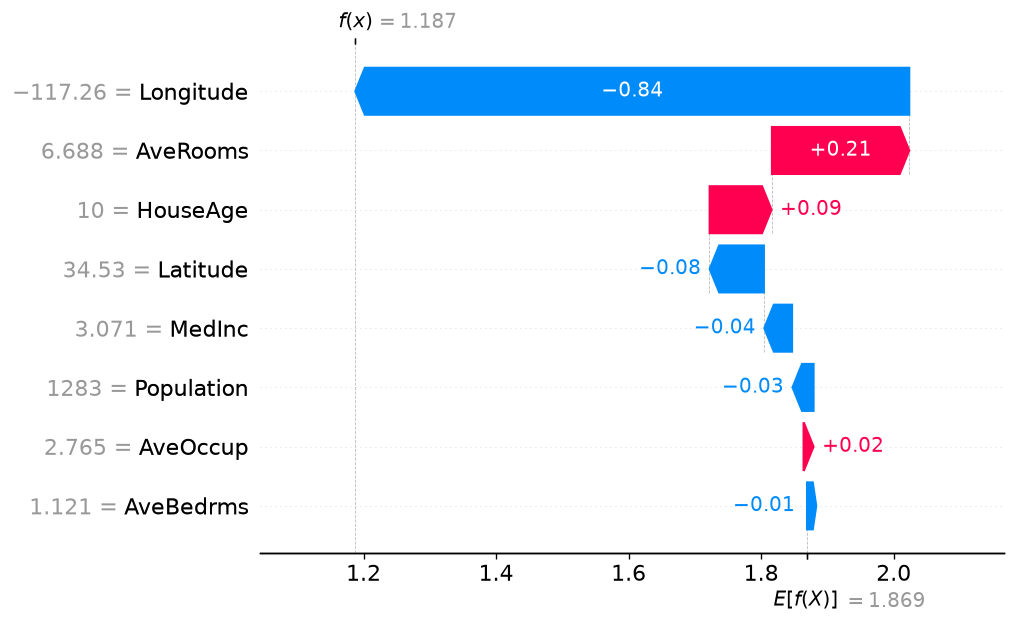 f(x) = 1.187
−117.26 = Longitude −0.84
6.688 = AveRooms +0.21
10 = HouseAge +0.09
34.53 = Latitude −0.08
3.071 = MedInc −0.04
1283 = Population −0.03
2.765 = AveOccup +0.02
1.121 = AveBedrms −0.01
1.2 1.4 1.6 1.8 2.0
E[f(X)] = 1.869